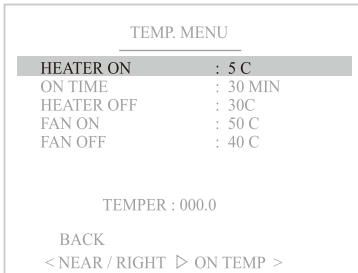 TEMP. MENU
HEATER ON : 5 C
ON TIME : 30 MIN
HEATER OFF : 30C
FAN ON : 50 C
FAN OFF : 40 C
TEMPER : 000.0
BACK
< NEAR / RIGHT ▷ ON TEMP >